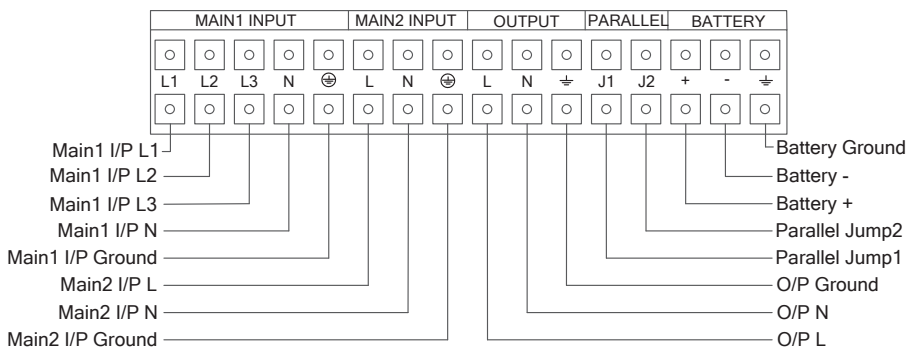 MAIN1 INPUT MAIN2 INPUT OUTPUT PARALLEL BATTERY
L1 L2 L3 N L N L N J1 J2 + -
Main1 I/P L1 Battery Ground
Main1 I/P L2 Battery -
Main1 I/P L3 Battery +
Main1 I/P N Parallel Jump2
Main1 I/P Ground Parallel Jump1
Main2 I/P L O/P Ground
Main2 I/P N O/P N
Main2 I/P Ground O/P L